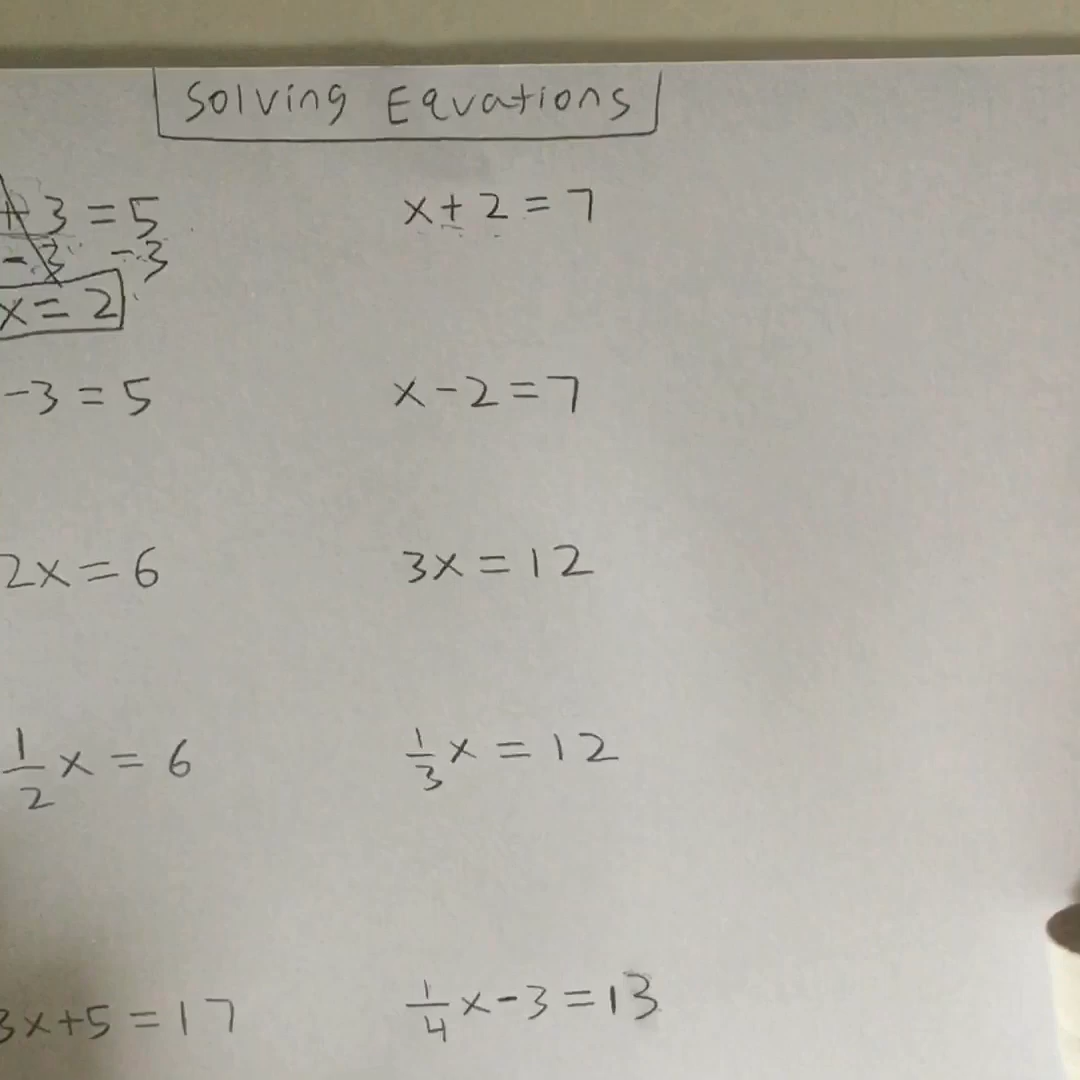 Solving Equations
+ 3 = 5
- 3 - 3
x = 2
x + 2 = 7
- 3 = 5
x - 2 = 7
2x = 6
3x = 12
1/2 x = 6
1/3 x = 12
3x + 5 = 17
1/4 x - 3 = 13